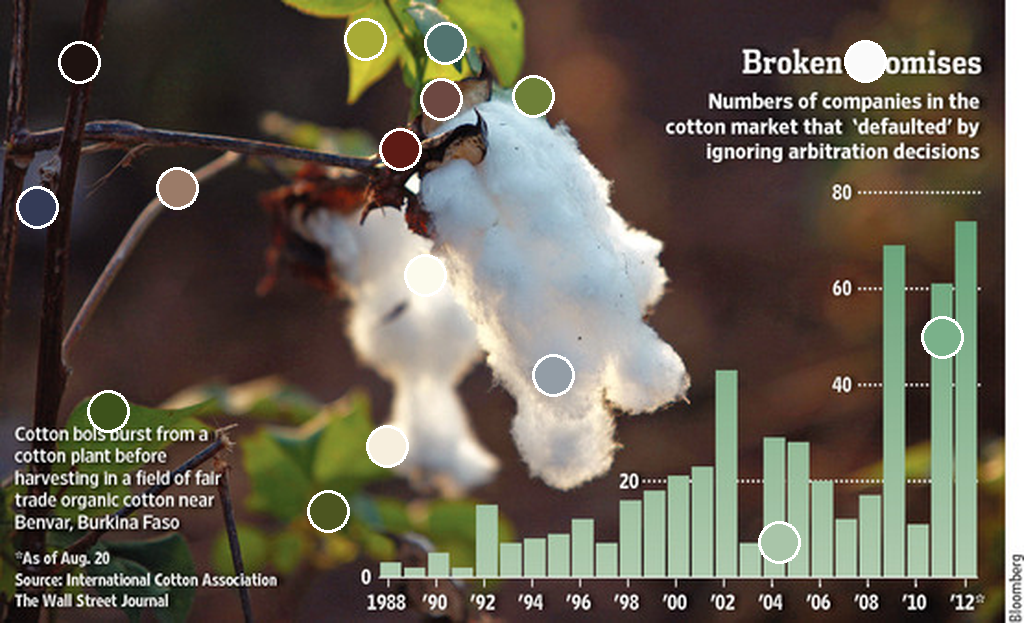 Broken omises
Numbers of companies in the
cotton market that 'defaulted' by
ignoring arbitration decisions
80
60
40
20
0
1988 '90 '92 '94 '96 '98 '00 '02 '04 '06 '08 '10 '12☆
Cotton bols burst from a
cotton plant before
harvesting in a field of fair
trade organic cotton near
Benvar, Burkina Faso
☆As of Aug. 20
Source: International Cotton Association
The Wall Street Journal
Bloomberg